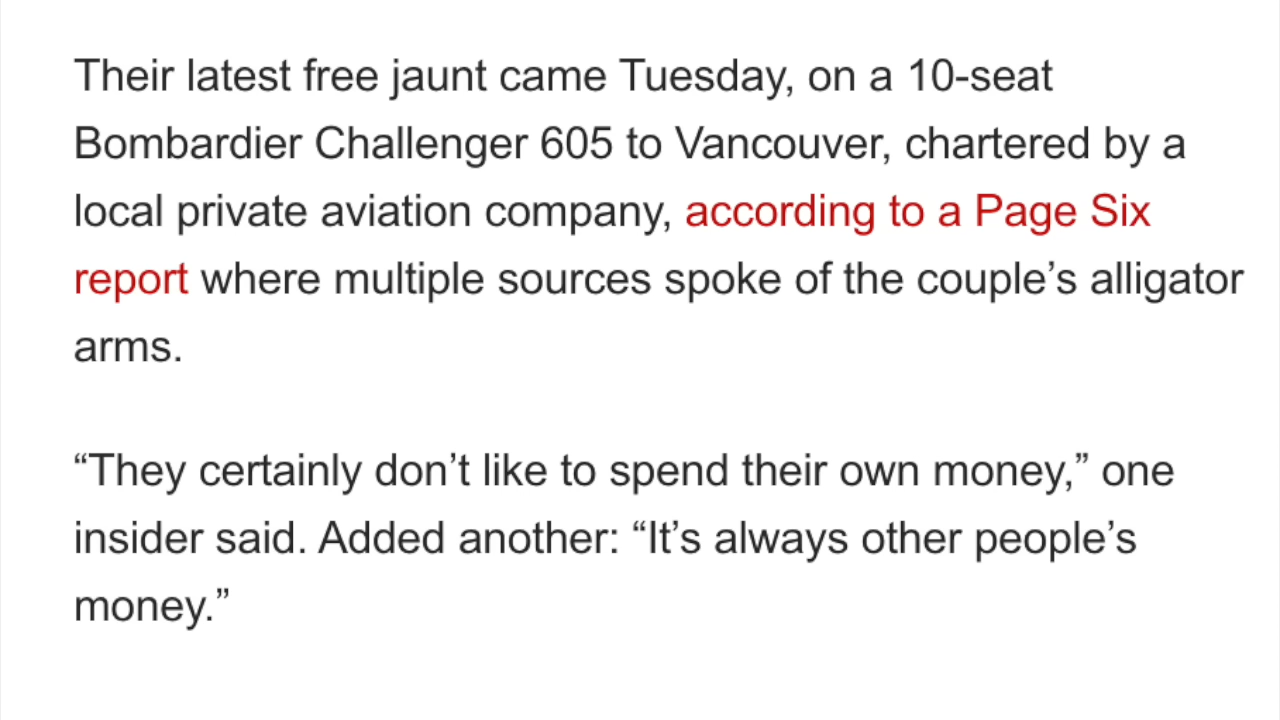 Their latest free jaunt came Tuesday, on a 10-seat
Bombardier Challenger 605 to Vancouver, chartered by a
local private aviation company, according to a Page Six
report where multiple sources spoke of the couple’s alligator
arms.
“They certainly don’t like to spend their own money,” one
insider said. Added another: “It’s always other people’s
money.”